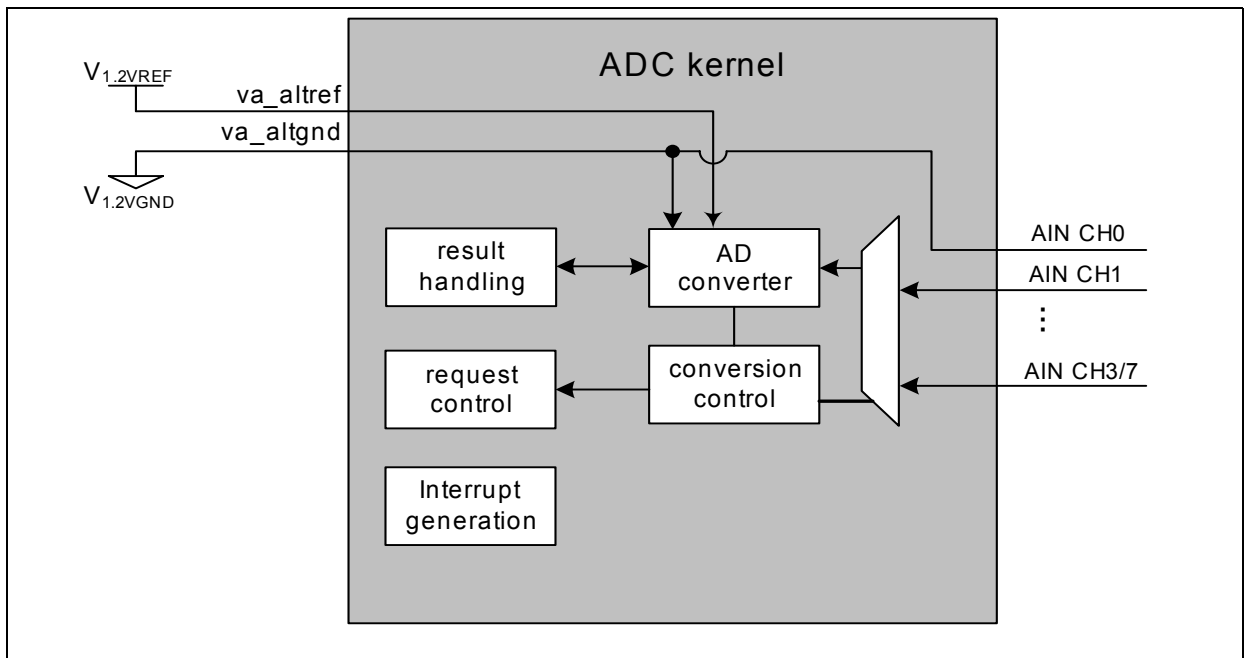 ADC kernel
V1.2VREF
va_altref
va_altgnd
V1.2VGND
result
handling
AD
converter
AIN CH0
AIN CH1
⋮
AIN CH3/7
request
control
conversion
control
Interrupt
generation